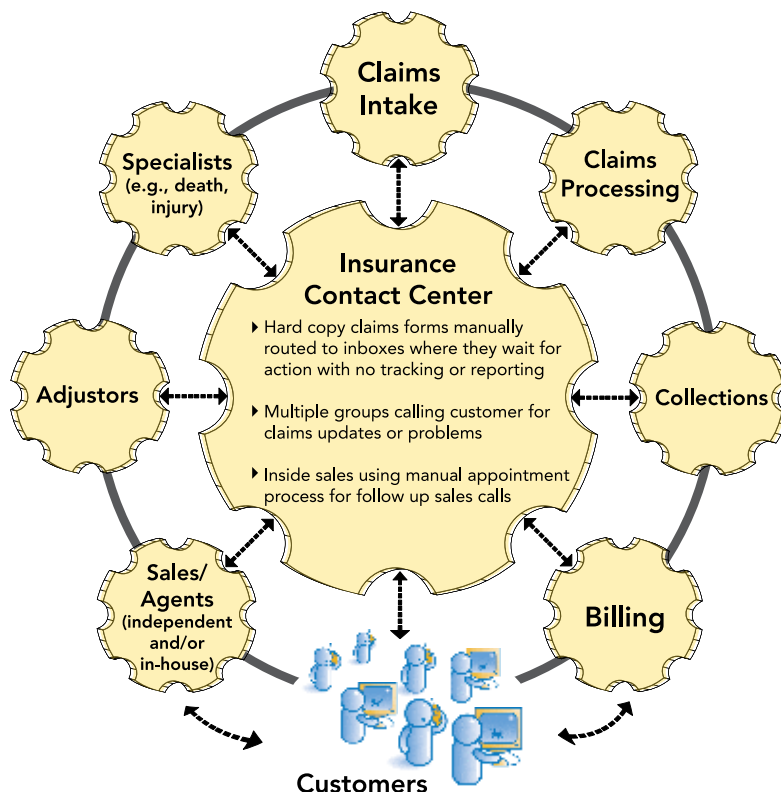 Claims
Intake
Specialists
(e.g., death,
injury)
Claims
Processing
Insurance
Contact Center
Hard copy claims forms manually
routed to inboxes where they wait for
action with no tracking or reporting
Multiple groups calling customer for
claims updates or problems
Inside sales using manual appointment
process for follow up sales calls
Adjustors
Collections
Sales/
Agents
(independent
and/or
in-house)
Billing
Customers